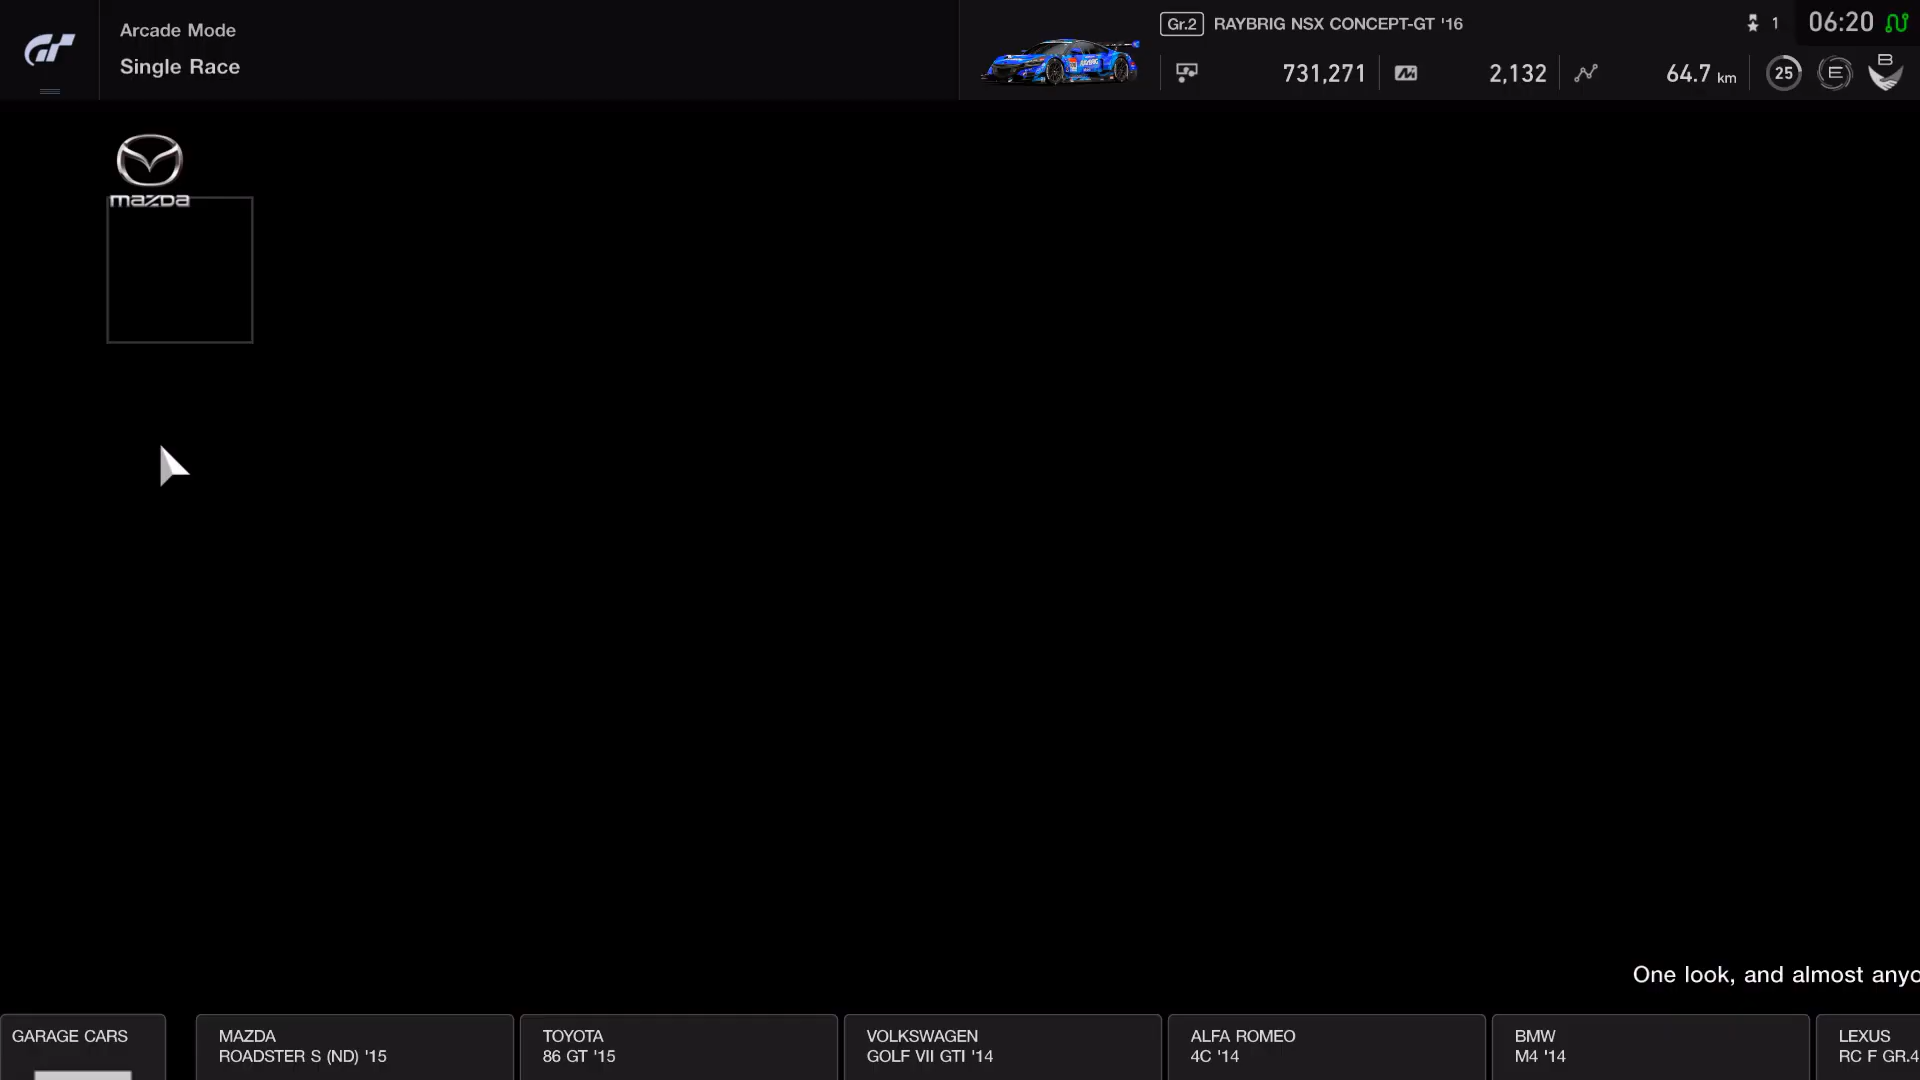 Arcade Mode
Single Race
Gr.2 RAYBRIG NSX CONCEPT-GT '16
1
06:20
731,271
2,132
64.7 km
25
E
B
mazda
One look, and almost anyo
GARAGE CARS
MAZDA
ROADSTER S (ND) '15
TOYOTA
86 GT '15
VOLKSWAGEN
GOLF VII GTI '14
ALFA ROMEO
4C '14
BMW
M4 '14
LEXUS
RC F GR.4